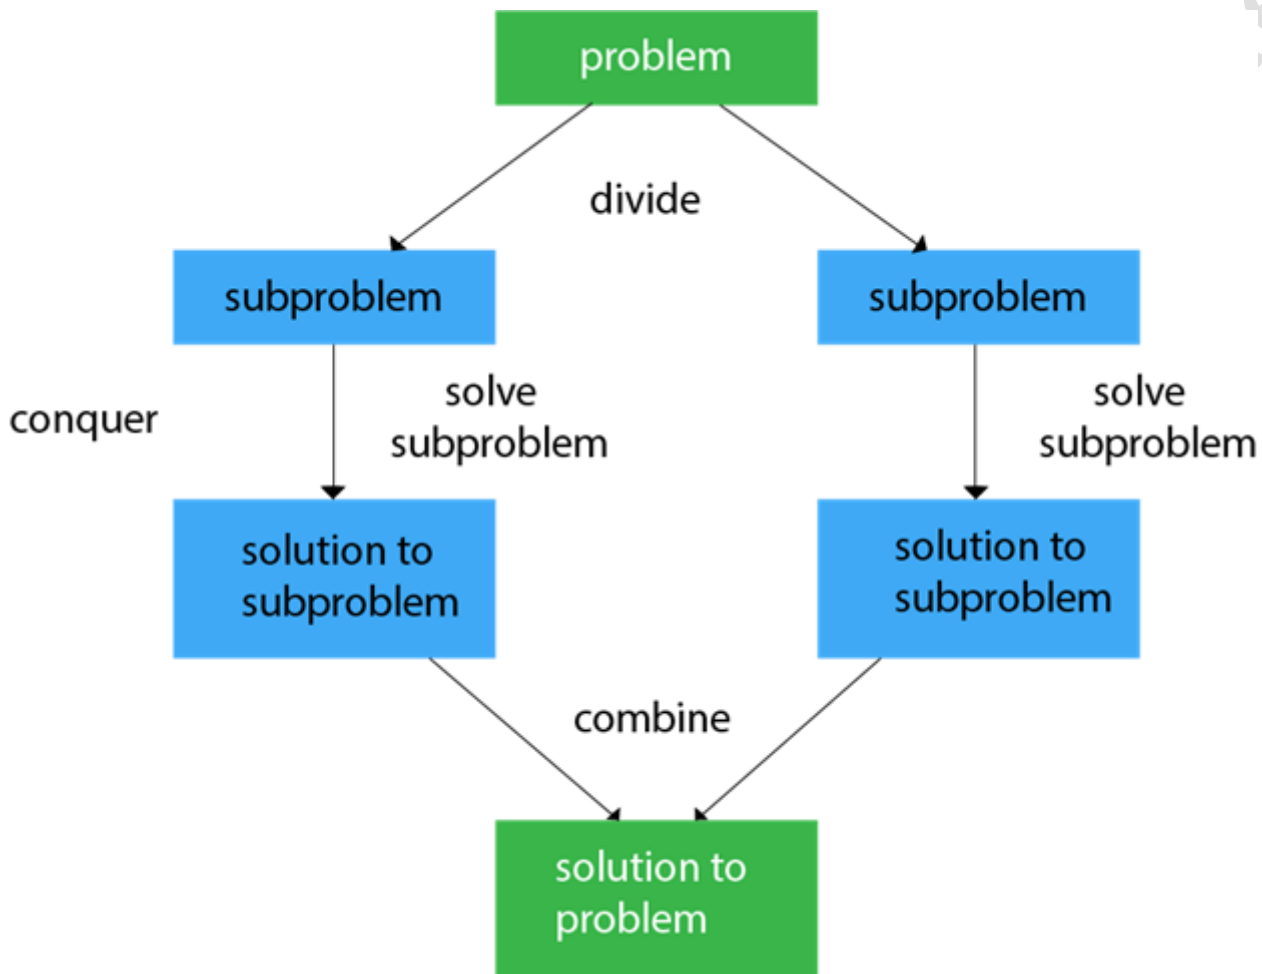 problem
divide
subproblem
subproblem
conquer
solve
subproblem
solve
subproblem
solution to
subproblem
solution to
subproblem
combine
solution to
problem